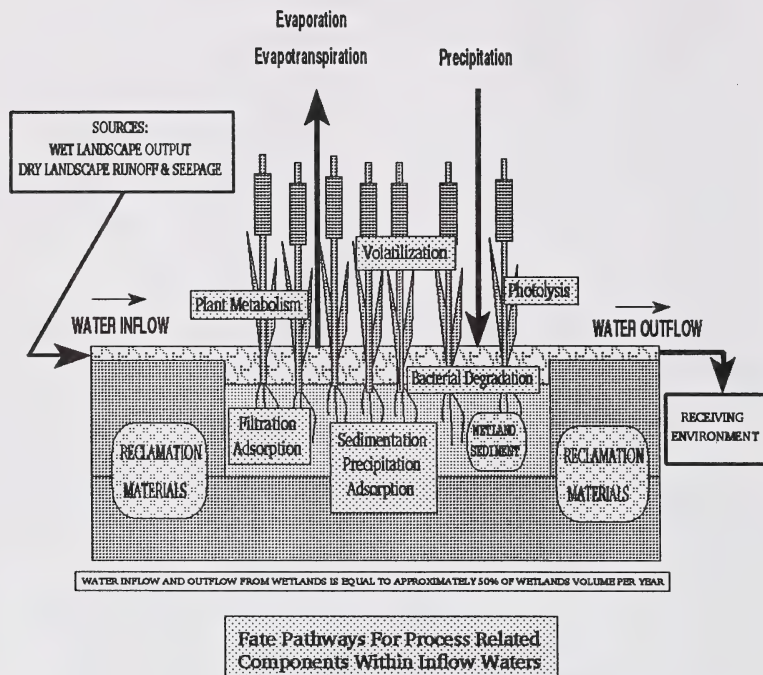 Evaporation
Evapotranspiration
Precipitation
SOURCES:
WET LANDSCAPE OUTPUT
DRY LANDSCAPE RUNOFF & SEEPAGE
Volatilization
Plant Metabolism
Photolysis
WATER INFLOW
WATER OUTFLOW
Bacterial Degradation
Filtration
Adsorption
Sedimentation
Precipitation
Adsorption
WETLAND
SEDIMENT
RECLAMATION
MATERIALS
RECLAMATION
MATERIALS
RECEIVING
ENVIRONMENT
WATER INFLOW AND OUTFLOW FROM WETLANDS IS EQUAL TO APPROXIMATELY 50% OF WETLANDS VOLUME PER YEAR
Fate Pathways For Process Related
Components Within Inflow Waters